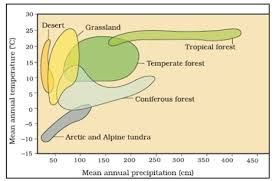 30
25
20
15
10
5
0
-5
-10
-15
Mean annual temperature (°C)
Desert
Grassland
Tropical forest
Temperate forest
Coniferous forest
Arctic and Alpine tundra
50 100 150 200 250 300 350 400 450
Mean annual precipitation (cm)